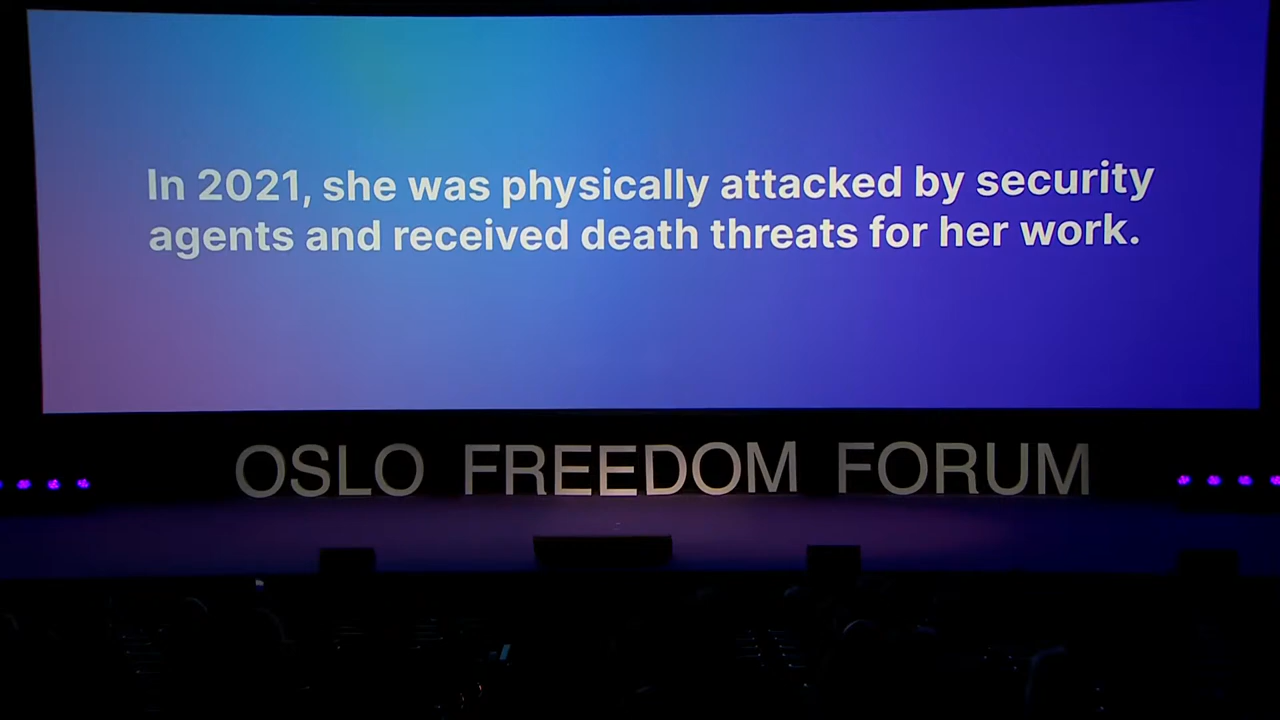 In 2021, she was physically attacked by security
agents and received death threats for her work.
OSLO FREEDOM FORUM